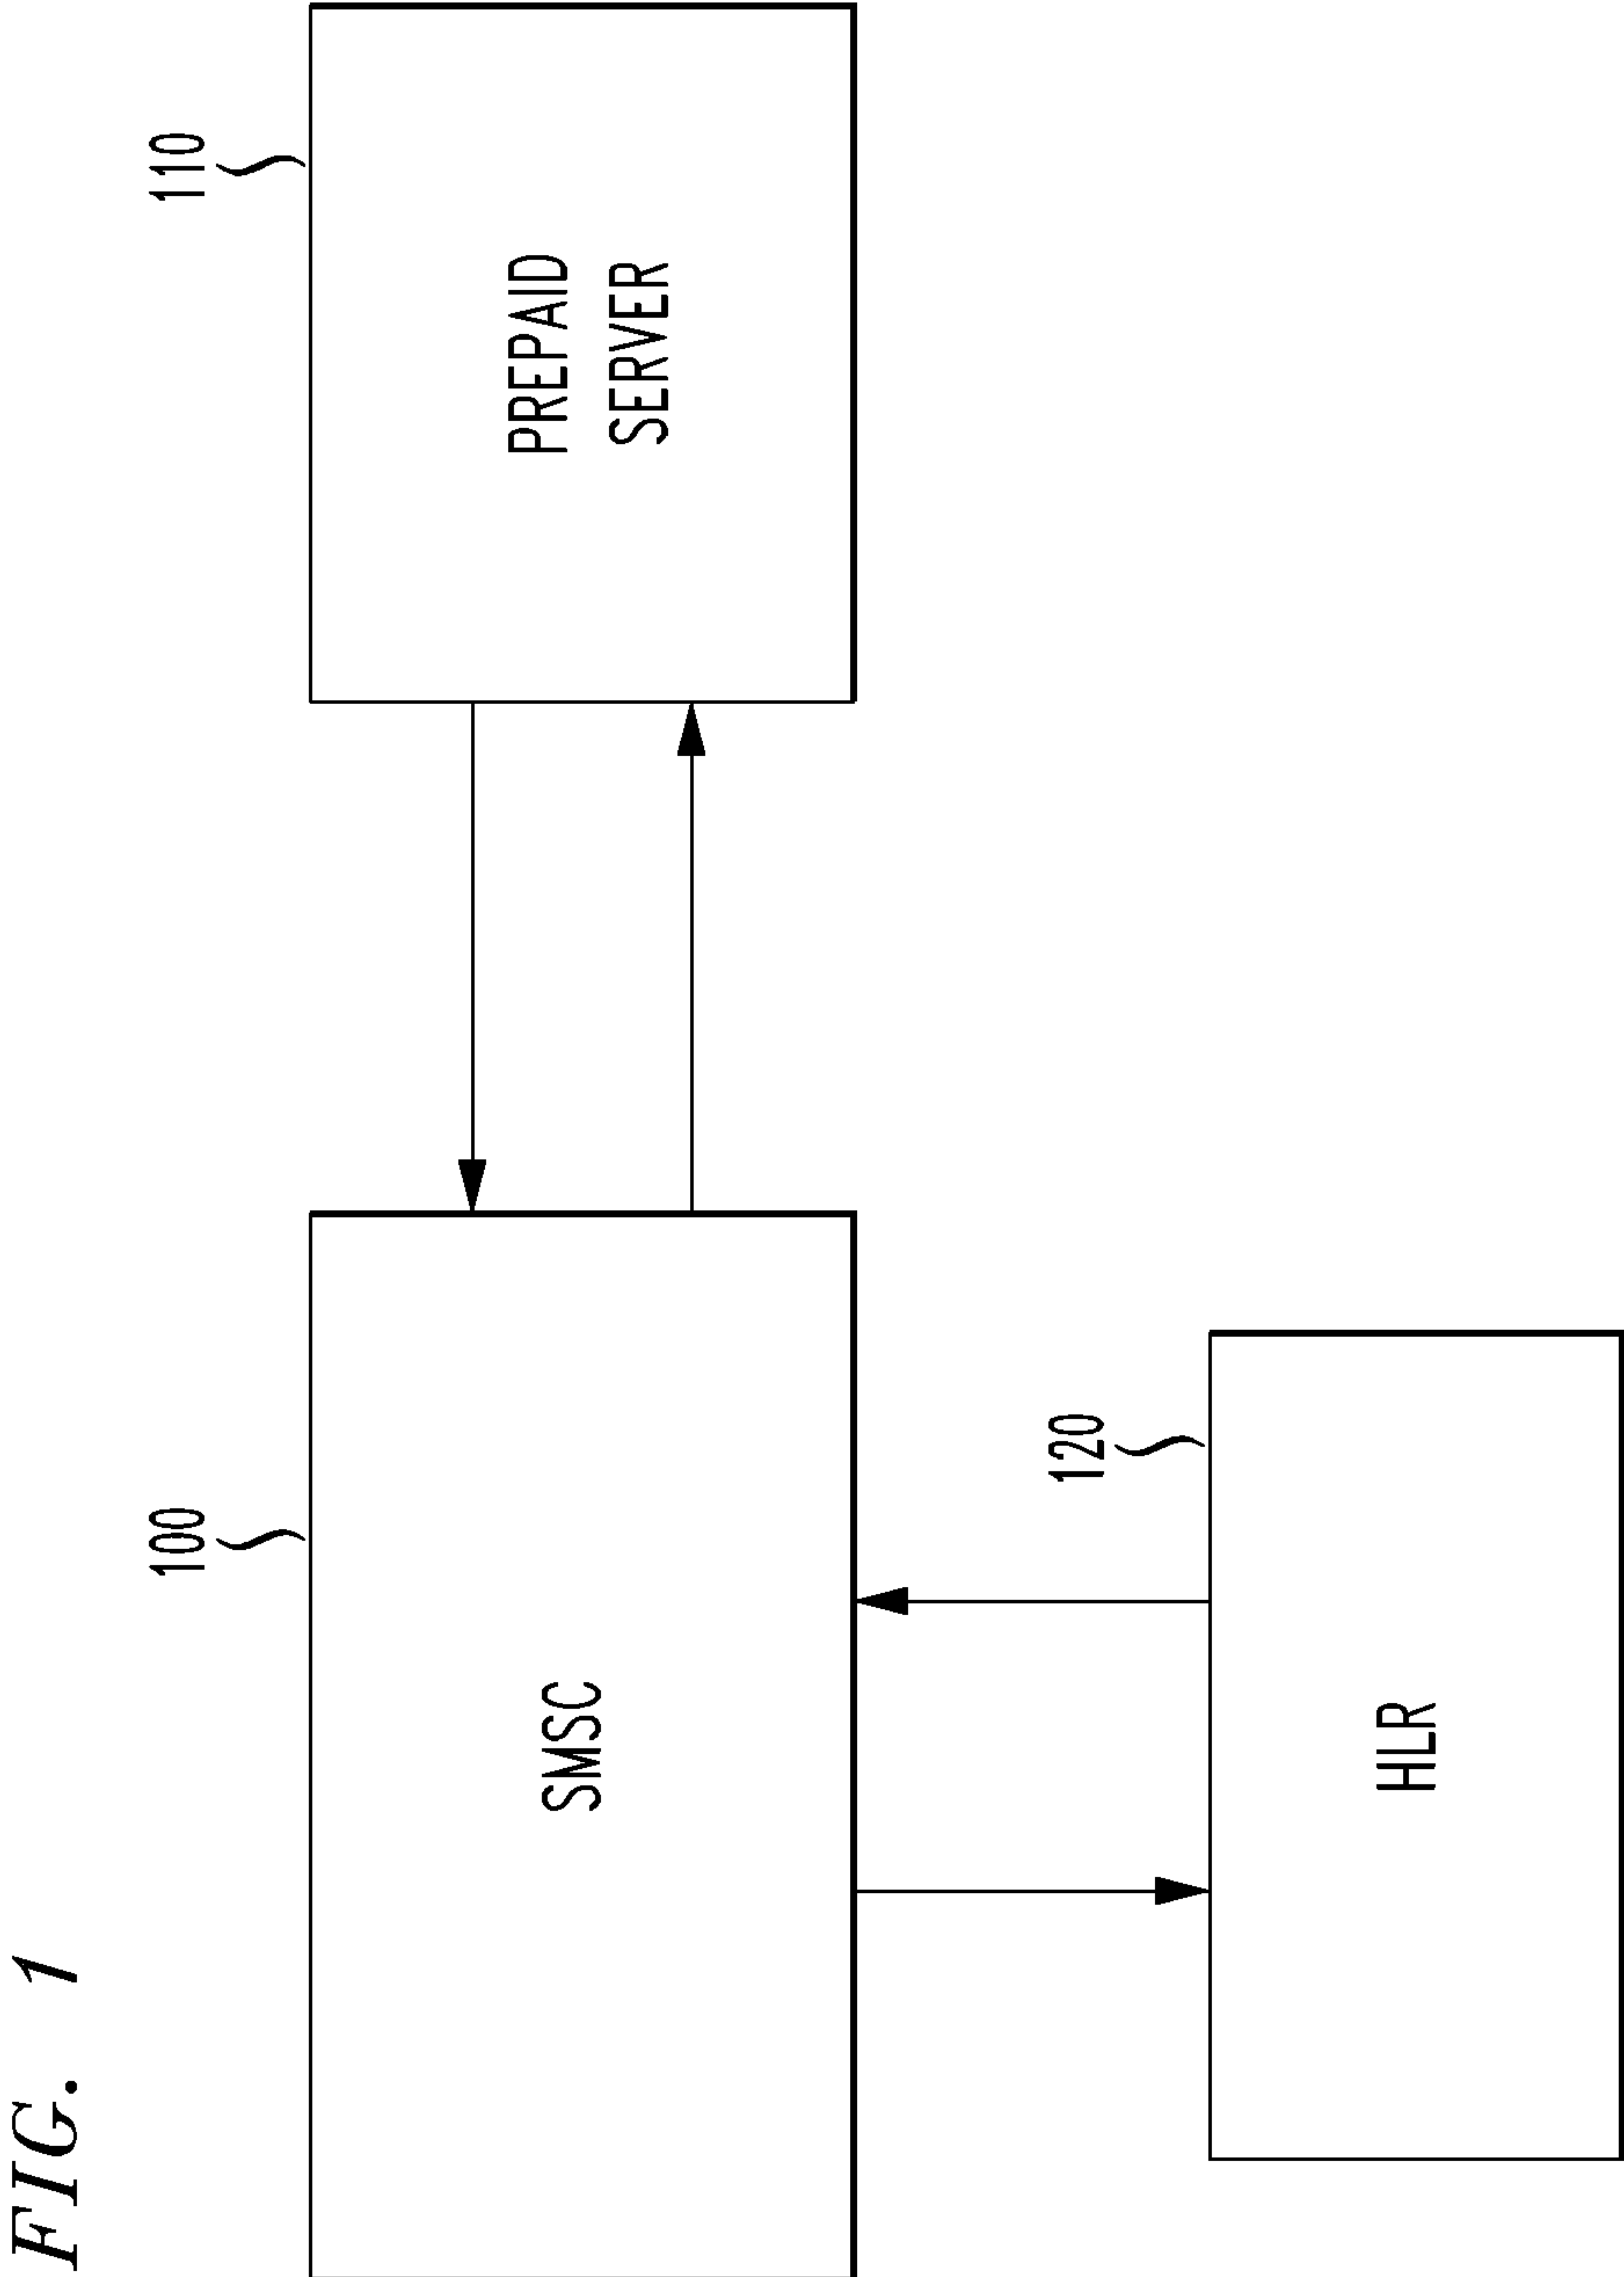 FIG. 1
100
110
SMSC
PREPAID
SERVER
120
HLR